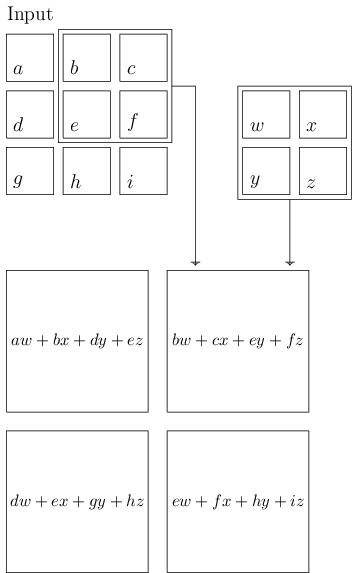 Input
a b c
d e f
w x
g h i
y z
aw + bx + dy + ez
bw + cx + ey + fz
dw + ex + gy + hz
ew + fx + hy + iz